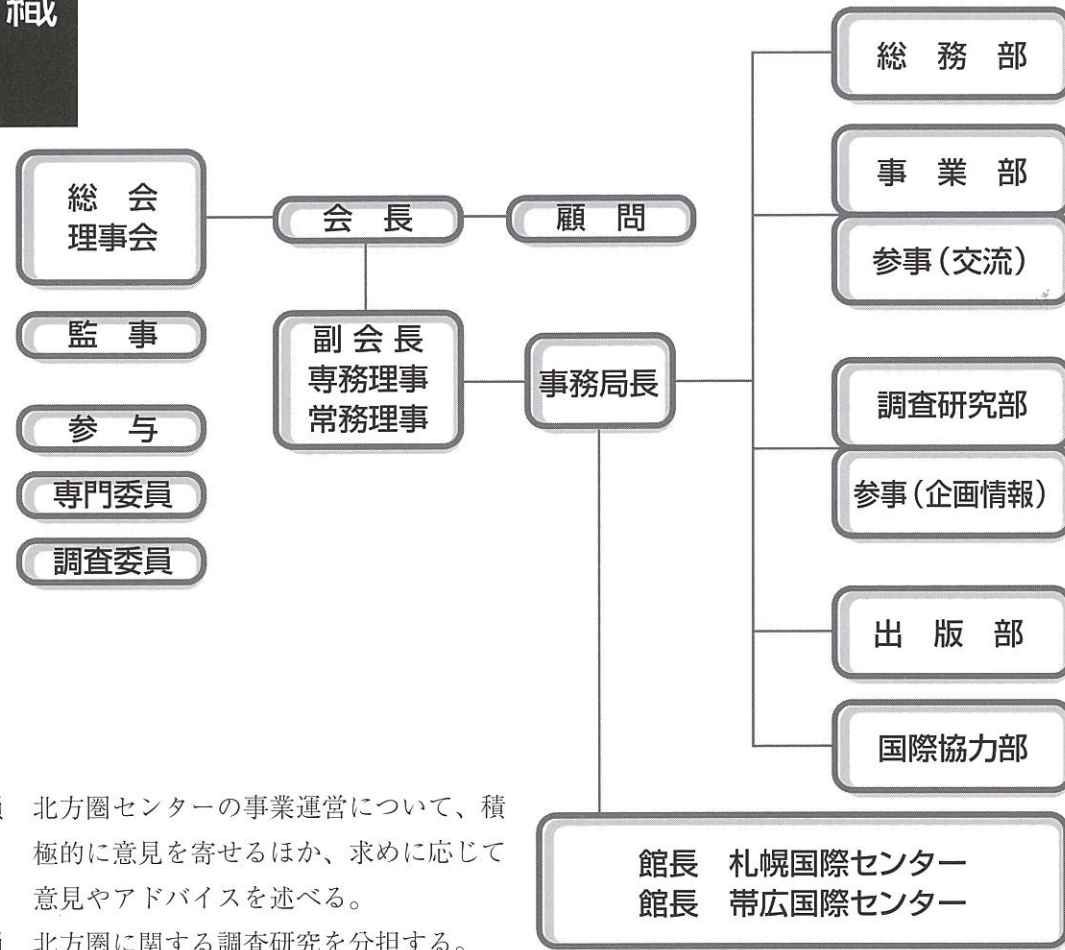 織
総務部
事業部
参事(交流)
調査研究部
参事(企画情報)
出版部
国際協力部
総会
理事会
会長
顧問
監事
副会長
専務理事
常務理事
事務局長
参与
専門委員
調査委員
北方圏センターの事業運営について、積
極的に意見を寄せるほか、求めに応じて
意見やアドバイスを述べる。
北方圏に関する調査研究を分担する。
館長 札幌国際センター
館長 帯広国際センター